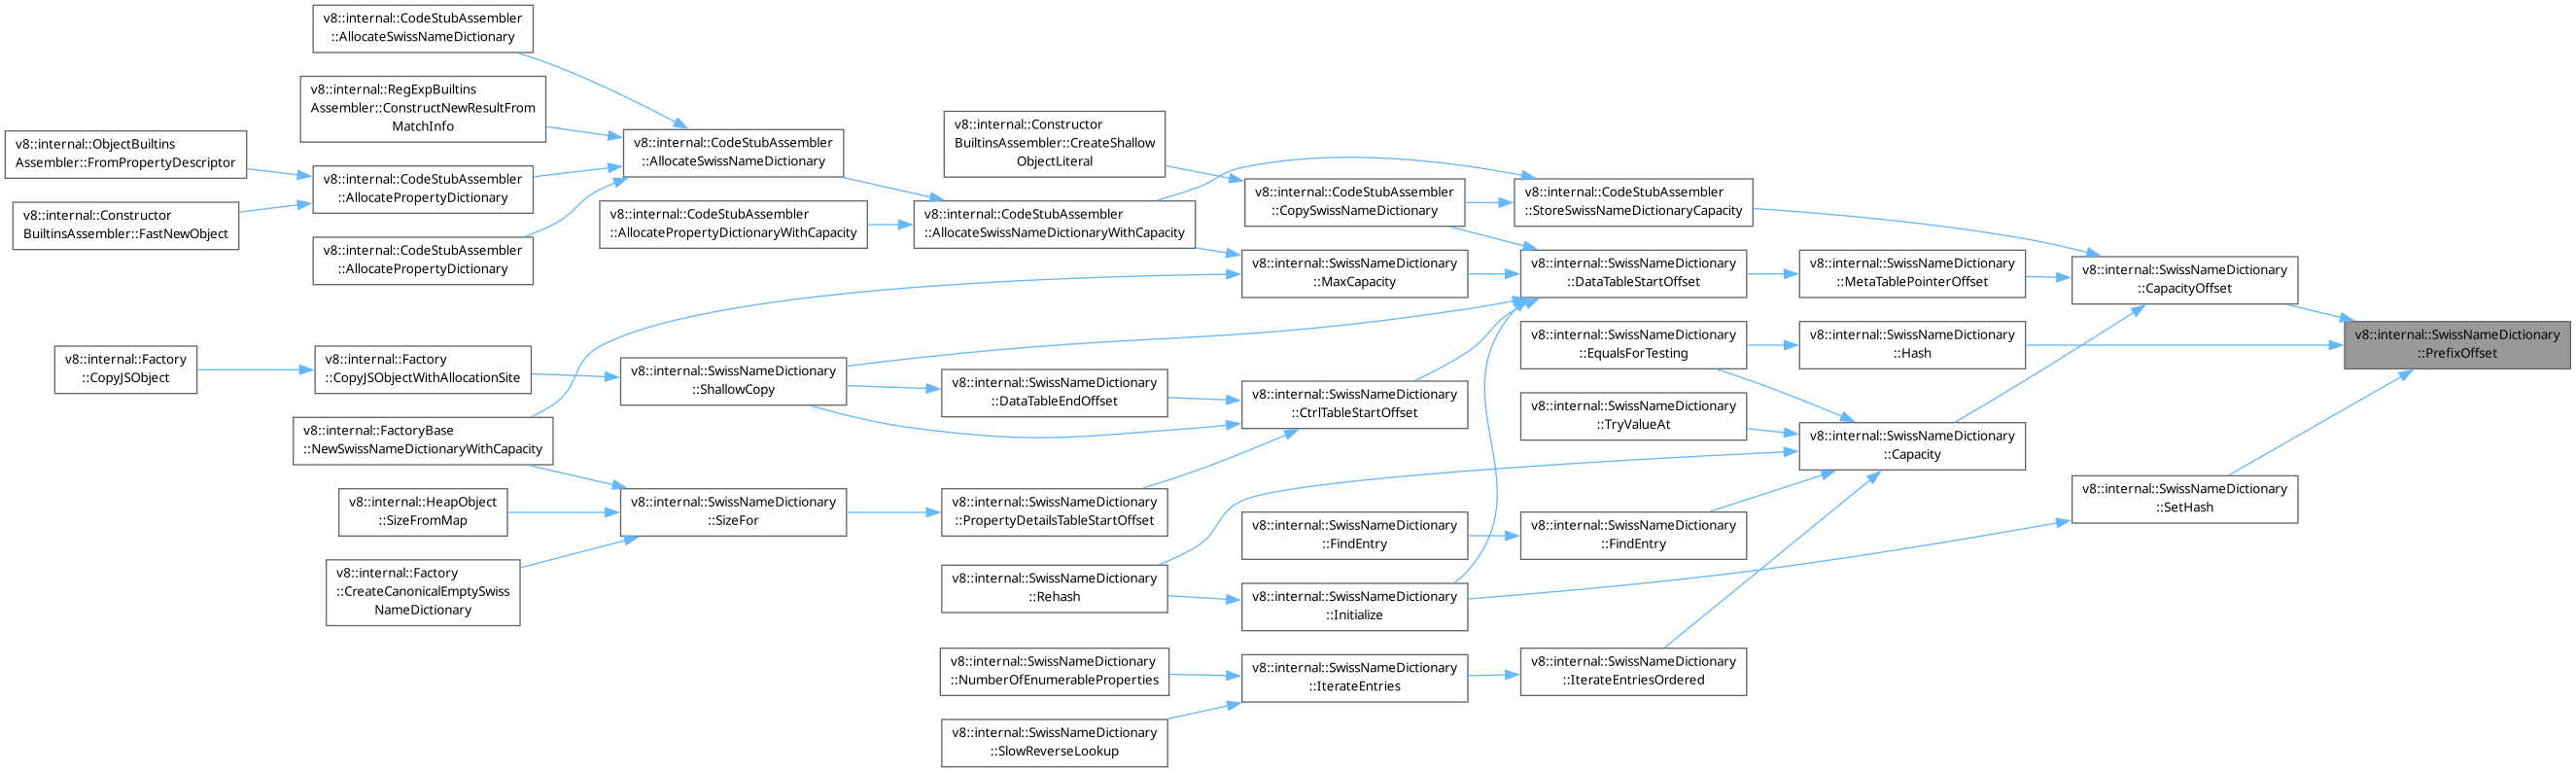 v8::internal::CodeStubAssembler
::AllocateSwissNameDictionary
v8::internal::RegExpBuiltins
Assembler::ConstructNewResultFrom
MatchInfo
v8::internal::ObjectBuiltins
Assembler::FromPropertyDescriptor
v8::internal::CodeStubAssembler
::AllocatePropertyDictionary
v8::internal::Constructor
BuiltinsAssembler::FastNewObject
v8::internal::CodeStubAssembler
::AllocatePropertyDictionary
v8::internal::CodeStubAssembler
::AllocateSwissNameDictionary
v8::internal::CodeStubAssembler
::AllocatePropertyDictionaryWithCapacity
v8::internal::Constructor
BuiltinsAssembler::CreateShallow
ObjectLiteral
v8::internal::CodeStubAssembler
::AllocateSwissNameDictionaryWithCapacity
v8::internal::CodeStubAssembler
::CopySwissNameDictionary
v8::internal::CodeStubAssembler
::StoreSwissNameDictionaryCapacity
v8::internal::SwissNameDictionary
::MaxCapacity
v8::internal::SwissNameDictionary
::DataTableStartOffset
v8::internal::SwissNameDictionary
::MetaTablePointerOffset
v8::internal::SwissNameDictionary
::CapacityOffset
v8::internal::SwissNameDictionary
::EqualsForTesting
v8::internal::SwissNameDictionary
::Hash
v8::internal::SwissNameDictionary
::PrefixOffset
v8::internal::Factory
::CopyJSObject
v8::internal::Factory
::CopyJSObjectWithAllocationSite
v8::internal::SwissNameDictionary
::ShallowCopy
v8::internal::SwissNameDictionary
::DataTableEndOffset
v8::internal::SwissNameDictionary
::CtrlTableStartOffset
v8::internal::SwissNameDictionary
::TryValueAt
v8::internal::SwissNameDictionary
::Capacity
v8::internal::FactoryBase
::NewSwissNameDictionaryWithCapacity
v8::internal::HeapObject
::SizeFromMap
v8::internal::SwissNameDictionary
::SizeFor
v8::internal::SwissNameDictionary
::PropertyDetailsTableStartOffset
v8::internal::SwissNameDictionary
::FindEntry
v8::internal::SwissNameDictionary
::FindEntry
v8::internal::SwissNameDictionary
::SetHash
v8::internal::Factory
::CreateCanonicalEmptySwiss
NameDictionary
v8::internal::SwissNameDictionary
::Rehash
v8::internal::SwissNameDictionary
::Initialize
v8::internal::SwissNameDictionary
::NumberOfEnumerableProperties
v8::internal::SwissNameDictionary
::IterateEntries
v8::internal::SwissNameDictionary
::IterateEntriesOrdered
v8::internal::SwissNameDictionary
::SlowReverseLookup